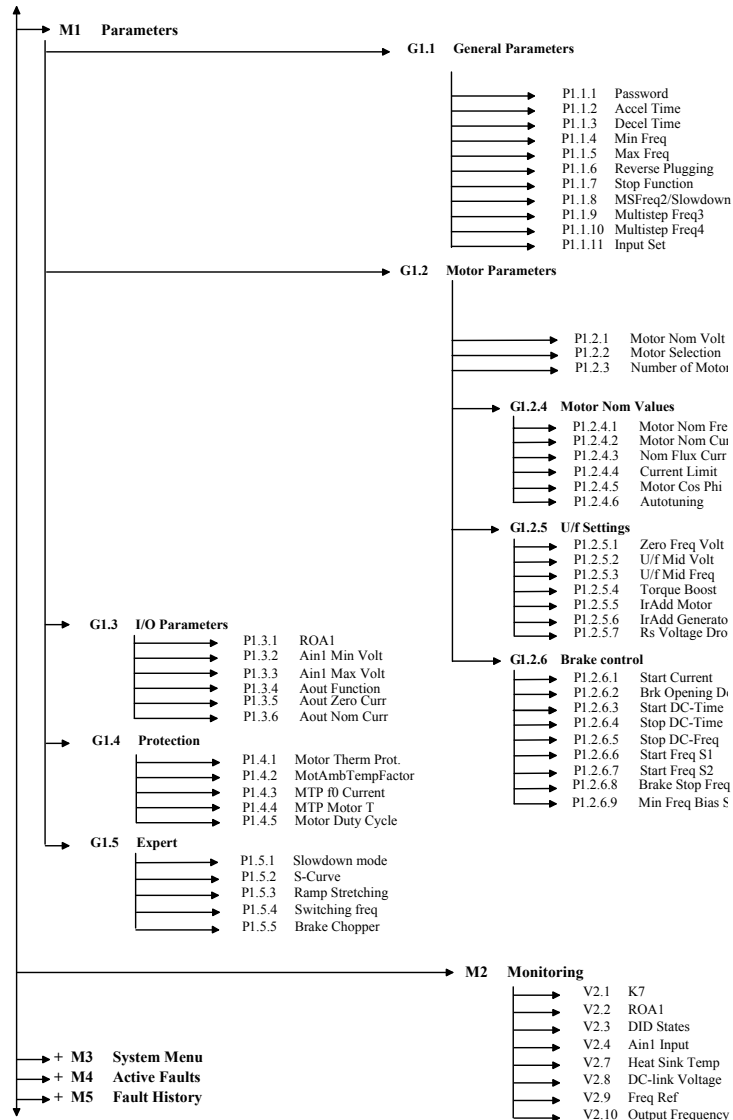 M1 Parameters
G1.1 General Parameters
P1.1.1 Password
P1.1.2 Accel Time
P1.1.3 Decel Time
P1.1.4 Min Freq
P1.1.5 Max Freq
P1.1.6 Reverse Plugging
P1.1.7 Stop Function
P1.1.8 MSFreq2/Slowdown
P1.1.9 Multistep Freq3
P1.1.10 Multistep Freq4
P1.1.11 Input Set
G1.2 Motor Parameters
P1.2.1 Motor Nom Volt
P1.2.2 Motor Selection
P1.2.3 Number of Motor
G1.2.4 Motor Nom Values
P1.2.4.1 Motor Nom Fre
P1.2.4.2 Motor Nom Cu
P1.2.4.3 Nom Flux Curr
P1.2.4.4 Current Limit
P1.2.4.5 Motor Cos Phi
P1.2.4.6 Autotuning
G1.2.5 U/f Settings
P1.2.5.1 Zero Freq Volt
P1.2.5.2 U/f Mid Volt
P1.2.5.3 U/f Mid Freq
P1.2.5.4 Torque Boost
P1.2.5.5 IrAdd Motor
P1.2.5.6 IrAdd Generato
P1.2.5.7 Rs Voltage Dro
G1.3 I/O Parameters
P1.3.1 ROA1
P1.3.2 Ain1 Min Volt
P1.3.3 Ain1 Max Volt
P1.3.4 Aout Function
P1.3.5 Aout Zero Curr
P1.3.6 Aout Nom Curr
G1.2.6 Brake control
P1.2.6.1 Start Current
P1.2.6.2 Brk Opening D
P1.2.6.3 Start DC-Time
P1.2.6.4 Stop DC-Time
P1.2.6.5 Stop DC-Freq
P1.2.6.6 Start Freq S1
P1.2.6.7 Start Freq S2
P1.2.6.8 Brake Stop Freq
P1.2.6.9 Min Freq Bias S
G1.4 Protection
P1.4.1 Motor Therm Prot.
P1.4.2 MotAmbTempFactor
P1.4.3 MTP f0 Current
P1.4.4 MTP Motor T
P1.4.5 Motor Duty Cycle
G1.5 Expert
P1.5.1 Slowdown mode
P1.5.2 S-Curve
P1.5.3 Ramp Stretching
P1.5.4 Switching freq
P1.5.5 Brake Chopper
M2 Monitoring
V2.1 K7
V2.2 ROA1
V2.3 DID States
V2.4 Ain1 Input
V2.7 Heat Sink Temp
V2.8 DC-link Voltage
V2.9 Freq Ref
V2.10 Output Frequency
+ M3 System Menu
+ M4 Active Faults
+ M5 Fault History